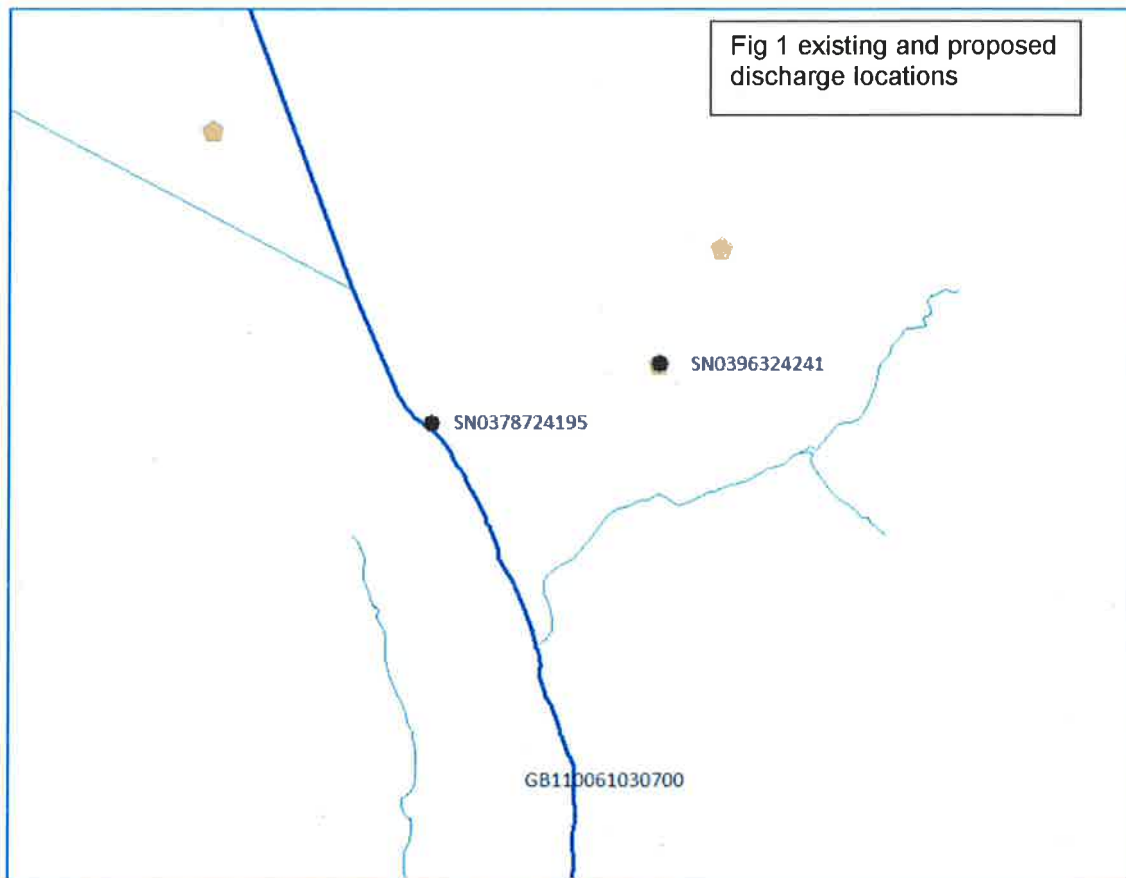 Fig 1 existing and proposed
discharge locations
SN0396324241
SN0378724195
GB110061030700